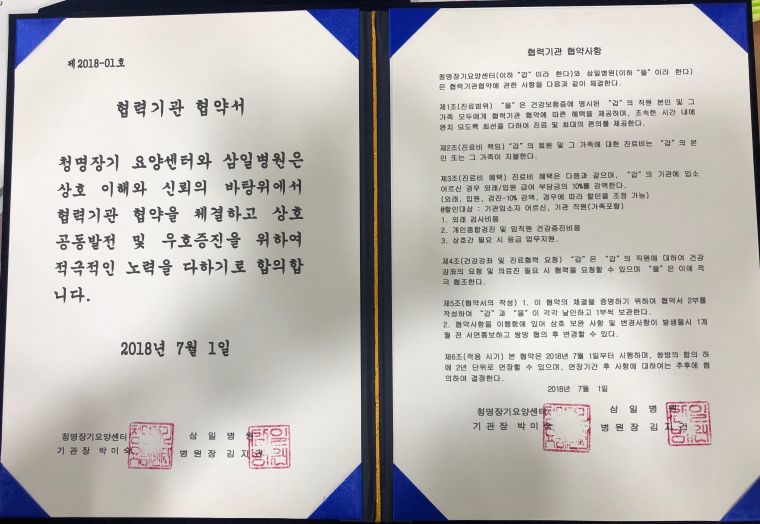 제2018-01호
협력기관 협약서
청명장기 요양센터와 삼일병원은
상호 이해와 신뢰의 바탕위에서
협력기관 협약을 체결하고 상호
공동발전 및 우호증진을 위하여
적극적인 노력을 다하기로 합의합
니다.
2018년 7월 1일
청명장기요양센터 삼 일 병 원
기 관 장 박 미 숙 병 원 장 김 지 건
협력기관 협약사항
청명장기요양센터(이하 "갑"이라 한다)와 삼일병원(이하 "을"이라 한다)
은 협력기관협약에 관한 사항을 다음과 같이 체결한다.
제1조(진료범위) "을"은 건강보험증에 명시된 "갑"의 직원 본인 및 그
가족 모두에게 협력기관 협약에 따른 혜택을 제공하며, 조속한 시간 내에
완치 되도록 최선을 다하여 진료 및 최대의 편의를 제공한다.
제2조(진료비 책임) "갑"의 회원 및 그 가족에 대한 진료비는 "갑"의 본
인 또는 그 가족이 지불한다.
제3조(진료비 혜택) 진료비 혜택은 다음과 같으며, "갑"의 기관에 입소
어르신 경우 외래/입원 급여 부담금의 10%를 감액한다.
(외래, 입원, 검진-10% 감액, 경우에 따라 할인율 조정 가능)
#할인대상 : 기관입소자 어르신, 기관 직원(가족포함)
1. 외래 검사비용
2. 개인종합검진 및 임직원 건강증진비용
3. 상호간 필요 시 응급 업무지원.
제4조(건강강좌 및 진료협력 요청) "갑"은 "갑"의 직원에 대하여 건강
강좌의 요청 및 의료진 필요 시 협력을 요청할 수 있으며 "을"은 이에 적
극 협조한다.
제5조(협약서의 작성) 1. 이 협약의 체결을 증명하기 위하여 협약서 2부를
작성하여 "갑"과 "을"이 각각 날인하고 1부씩 보관한다.
2. 협약사항을 이행함에 있어 상호 보완 사항 및 변경사항이 발생될시 1개
월 전 서면통보하고 쌍방 협의 후 변경할 수 있다.
제6조(적용 시기) 본 협약은 2018년 7월 1일부터 시행하며, 쌍방의 합의 하
에 2년 단위로 연장할 수 있으며, 연장기간 후 사항에 대하여는 추후에 협
의하여 결정한다.
2018년 7월 1일
청명장기요양센터 삼 일 병 원
기 관 장 박 미 숙 병 원 장 김 지 건